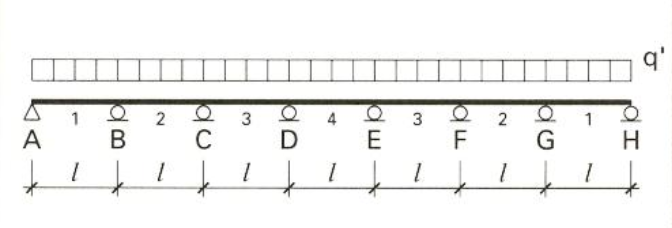 q'
1 2 3 4 3 2 1
A B C D E F G H
l l l l l l l